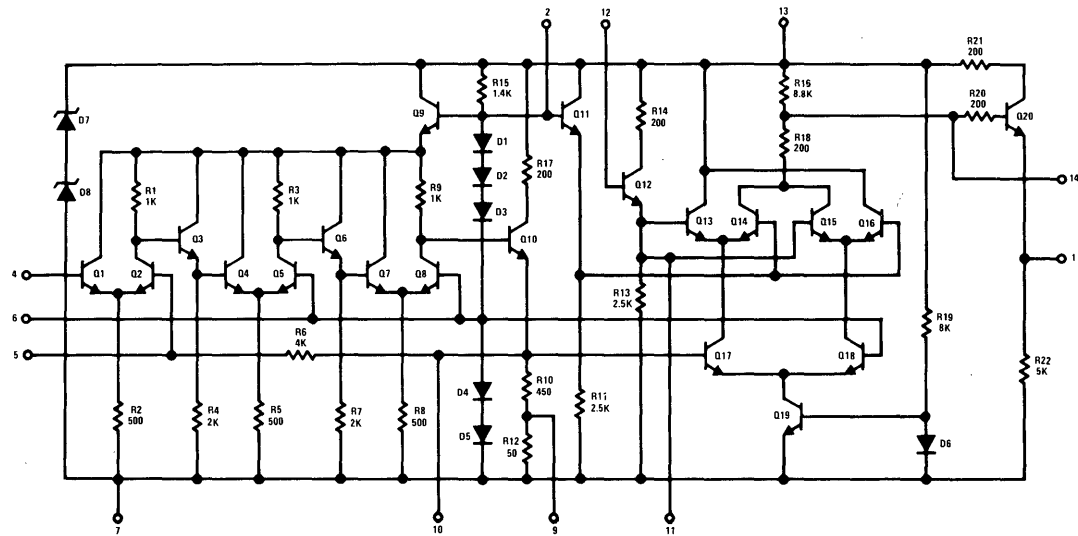 2
12
13
R21
200
D7
D8
Q9
R15
1.4K
Q11
R14
200
R16
8.8K
R20
200
Q20
R18
200
D1
D2
D3
R17
200
R1
1K
R3
1K
R9
1K
Q12
14
Q3
Q6
Q10
Q13
Q14
Q15
Q16
4
Q1
Q2
Q4
Q5
Q7
Q8
1
R13
2.5K
6
R6
4K
R19
8K
5
Q17
Q18
R22
5K
D4
R10
450
R2
500
R4
2K
R5
500
R7
2K
R8
500
R11
2.5K
Q19
D5
R12
50
D6
7
10
9
11